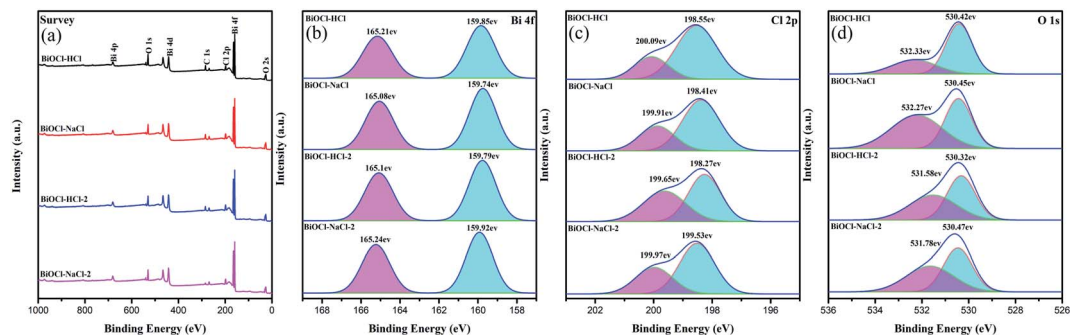 Survey
(a)
BiOCl-HCl
Bi 4p
O 1s
Bi 4d
C 1s
Cl 2p
Bi 4f
O 2s
BiOCl-NaCl
BiOCl-HCl-2
BiOCl-NaCl-2
Intensity (a.u.)
1000 800 600 400 200 0
Binding Energy (eV)
(b)
Bi 4f
BiOCl-HCl
165.21ev
159.85ev
BiOCl-NaCl
165.08ev
159.74ev
BiOCl-HCl-2
165.1ev
159.79ev
BiOCl-NaCl-2
165.24ev
159.92ev
Intensity (a.u.)
168 166 164 162 160 158 156
Binding Energy (eV)
(c)
Cl 2p
BiOCl-HCl
198.55ev
200.09ev
BiOCl-NaCl
198.41ev
199.91ev
BiOCl-HCl-2
198.27ev
199.65ev
BiOCl-NaCl-2
199.53ev
199.97ev
Intensity (a.u.)
202 200 198 196
Binding Energy (eV)
(d)
O 1s
BiOCl-HCl
530.42ev
532.33ev
BiOCl-NaCl
530.45ev
532.27ev
BiOCl-HCl-2
530.32ev
531.58ev
BiOCl-NaCl-2
530.47ev
531.78ev
Intensity (a.u.)
536 534 532 530 528 526
Binding Energy (eV)